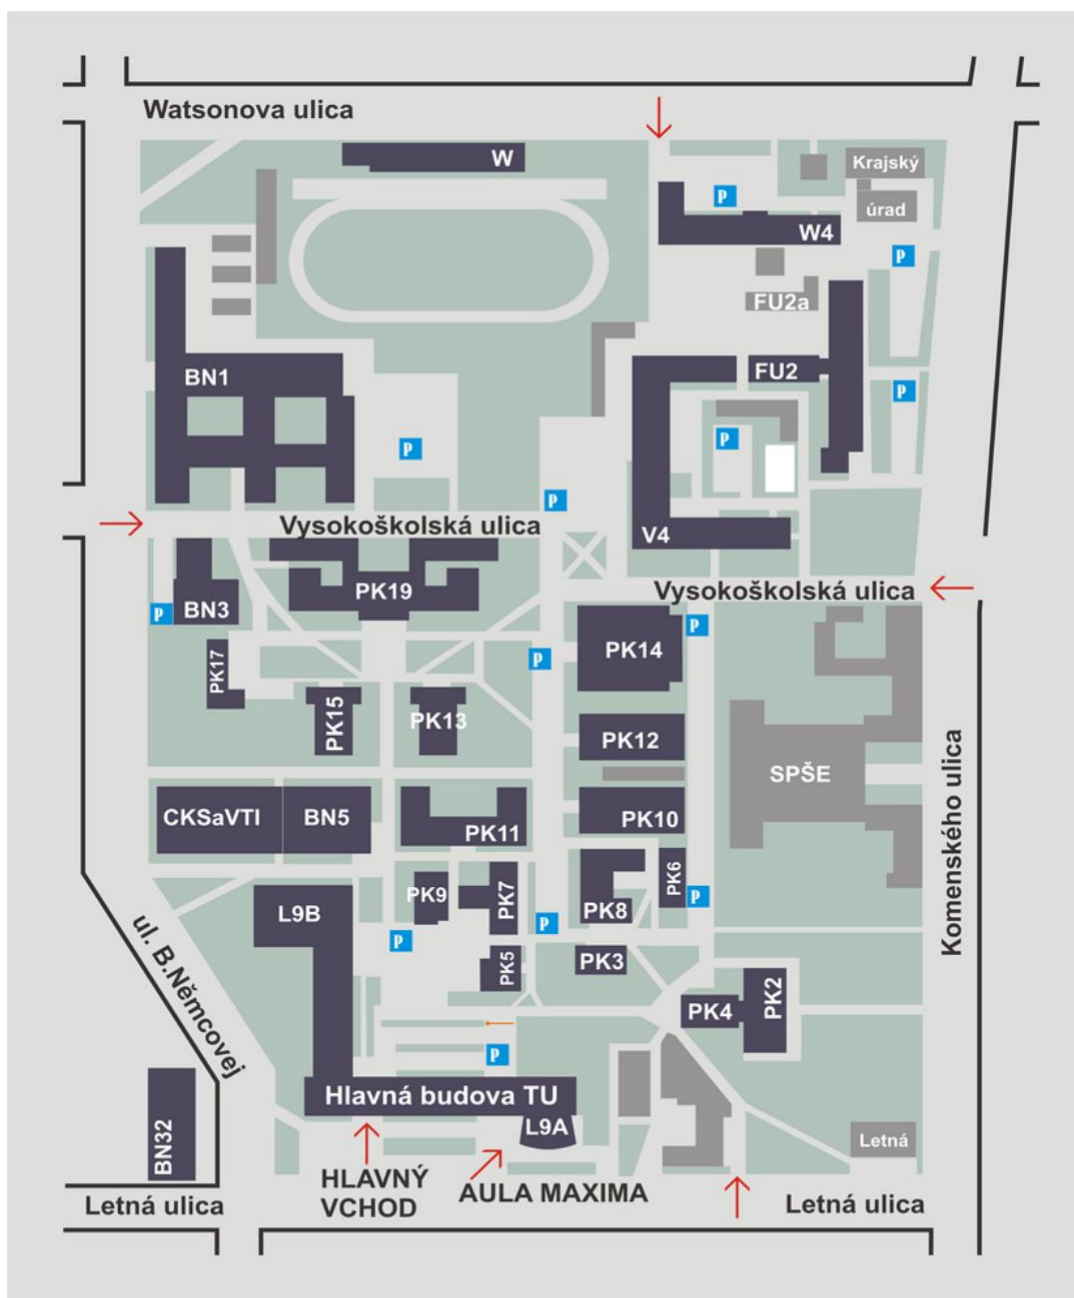 Watsonova ulica
W
Krajský
úrad
P
W4
P
FU2a
BN1
FU2
P
P
P
P
Vysokoškolská ulica
V4
Vysokoškolská ulica
PK19
BN3
P
P
PK14
P
PK17
PK15
PK13
PK12
SPŠE
Komenského ulica
CKSaVTI
BN5
PK11
PK10
PK6
PK9
PK7
PK8
P
L9B
P
P
PK5
PK3
PK4
PK2
ul. B.Němcovej
P
Hlavná budova TU
L9A
BN32
Letná
HLAVNÝ
VCHOD
AULA MAXIMA
Letná ulica
Letná ulica